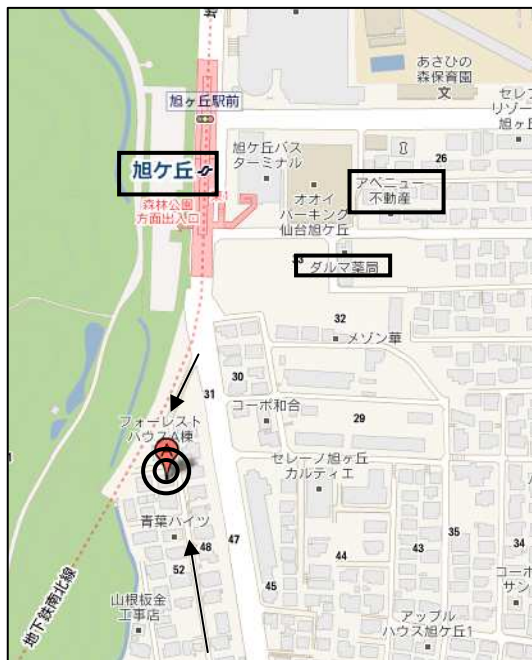 あさひの
森保育園
文
旭ヶ丘駅前
セレ
リゾー
旭ヶ
旭ケ丘
旭ケ丘バス
ターミナル
26
アベニュー
不動産
オオイ
パーキング
仙台旭ケ丘
森林公園
方面出入口
ダルマ薬局
32
メゾン華
31
30
フォーレスト
ハウスA棟
コーポ和合
29
セレーノ旭ヶ丘
カルティエ
青葉ハイツ
48
47
35
34
44
43
52
45
コーポ
サン
山根板金
工事店
アップル
ハウス旭ケ丘1
地下鉄南北線